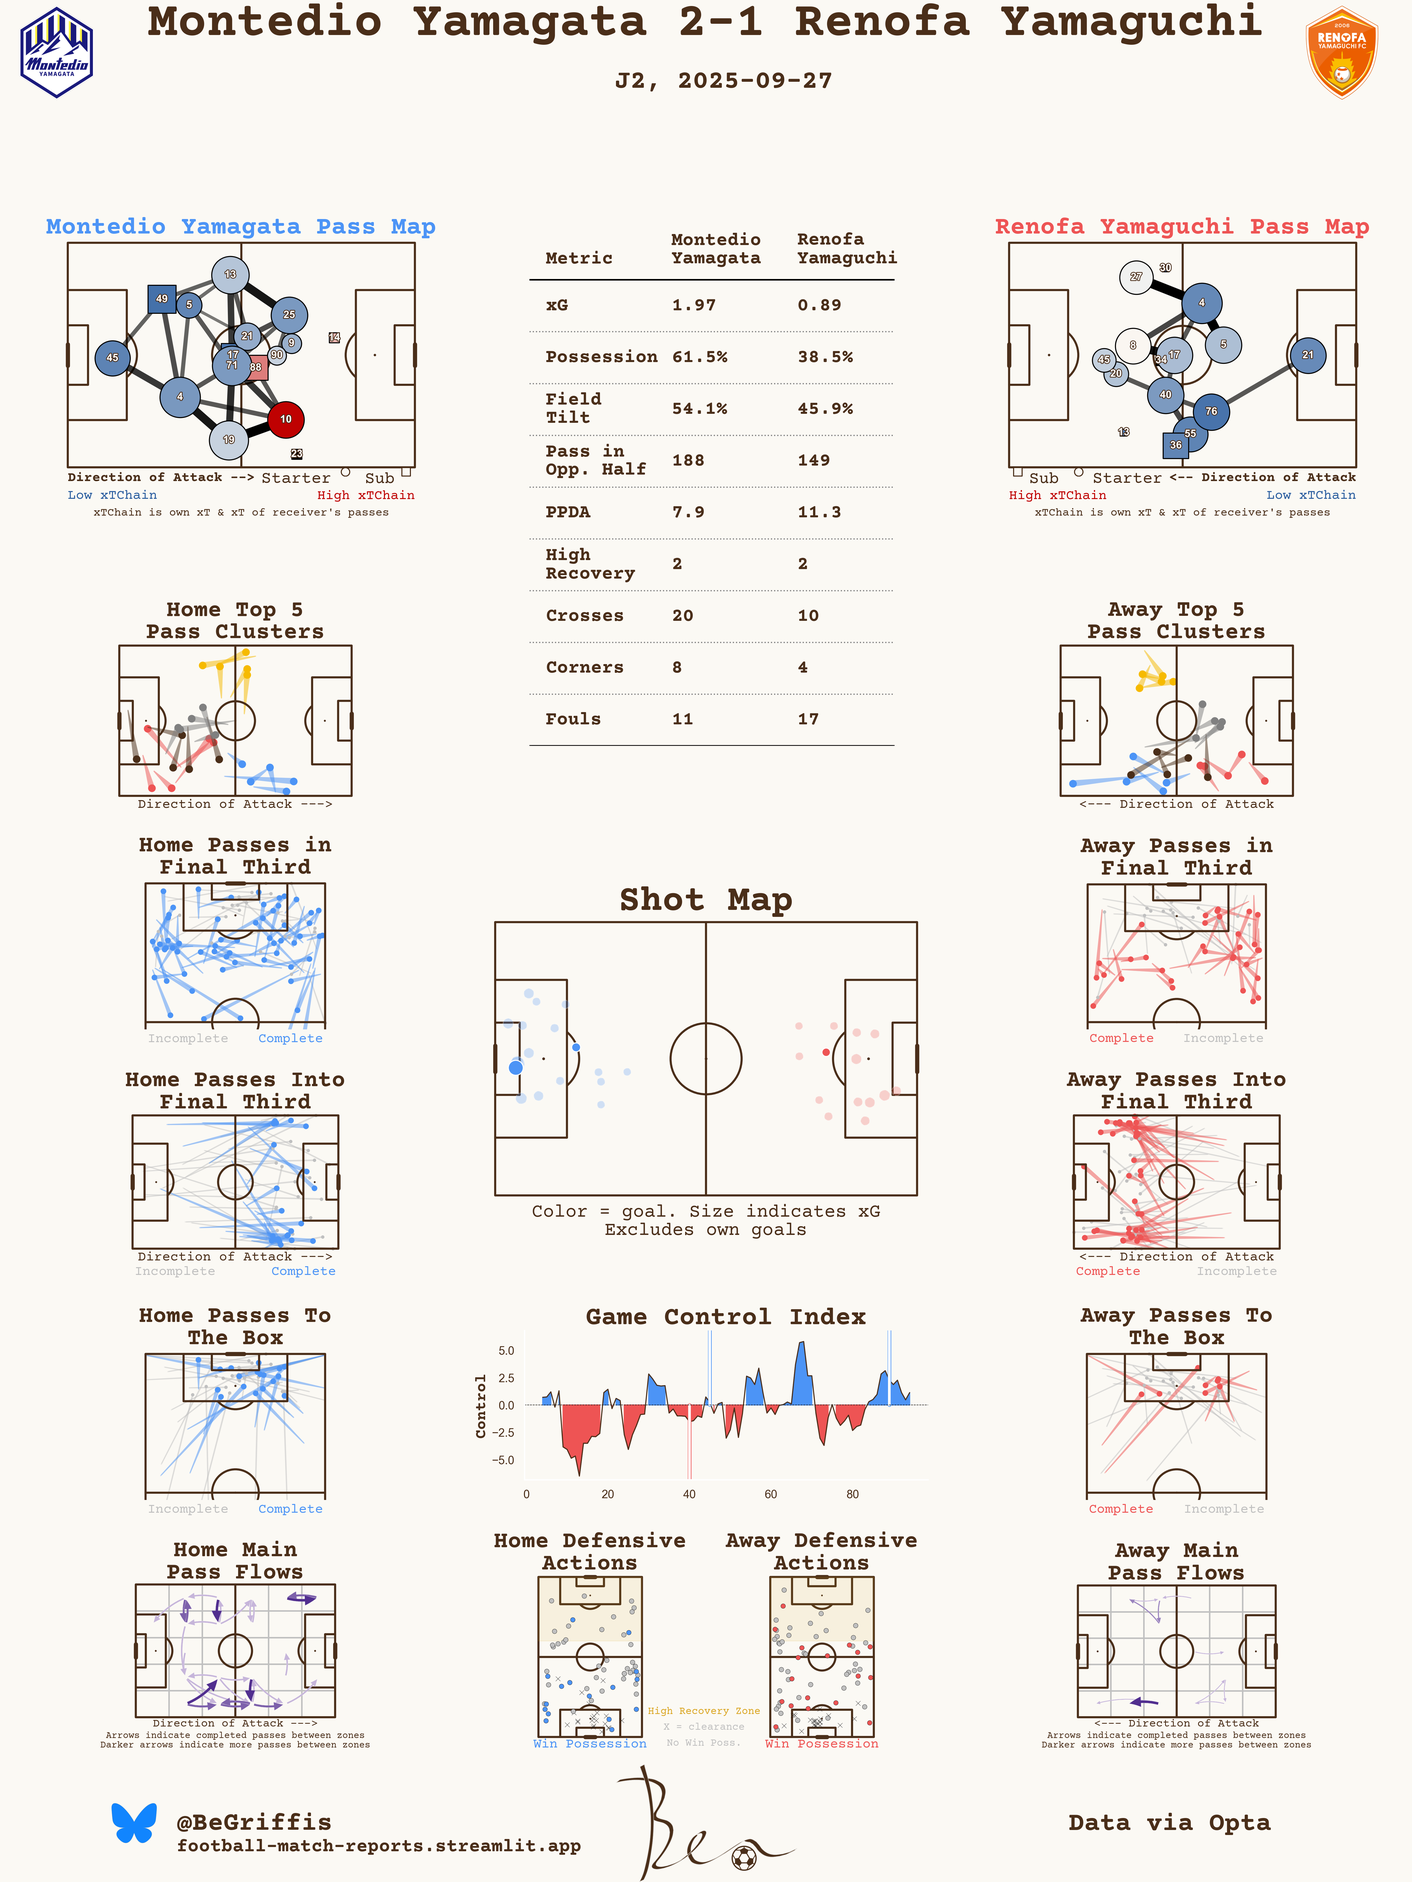 Montedio Yamagata 2-1 Renofa Yamaguchi
J2, 2025-09-27
Montedio
YAMAGATA
2006
RENOFA
YAMAGUCHI FC
Montedio Yamagata Pass Map
13
49
5
25
21
9
14
45
17
90
71
88
4
10
19
23
Direction of Attack --> Starter Sub
Low xTChain High xTChain
xTChain is own xT & xT of receiver's passes
Metric Montedio Yamagata Renofa Yamaguchi
xG 1.97 0.89
Possession 61.5% 38.5%
Field Tilt 54.1% 45.9%
Pass in Opp. Half 188 149
PPDA 7.9 11.3
High Recovery 2 2
Crosses 20 10
Corners 8 4
Fouls 11 17
Renofa Yamaguchi Pass Map
30
27
4
8
5
17
34
45
21
20
40
76
13
55
36
Sub Starter <-- Direction of Attack
High xTChain Low xTChain
xTChain is own xT & xT of receiver's passes
Home Top 5
Pass Clusters
Direction of Attack --->
Away Top 5
Pass Clusters
<--- Direction of Attack
Home Passes in
Final Third
Incomplete Complete
Away Passes in
Final Third
Complete Incomplete
Shot Map
Color = goal. Size indicates xG
Excludes own goals
Home Passes Into
Final Third
Direction of Attack --->
Incomplete Complete
Away Passes Into
Final Third
<--- Direction of Attack
Complete Incomplete
Home Passes To
The Box
Incomplete Complete
Game Control Index
Control
5.0
2.5
0.0
−2.5
−5.0
0 20 40 60 80
Away Passes To
The Box
Complete Incomplete
Home Main
Pass Flows
Direction of Attack --->
Arrows indicate completed passes between zones
Darker arrows indicate more passes between zones
Home Defensive
Actions
Win Possession
High Recovery Zone
X = clearance
No Win Poss.
Away Defensive
Actions
Win Possession
Away Main
Pass Flows
<--- Direction of Attack
Arrows indicate completed passes between zones
Darker arrows indicate more passes between zones
@BeGriffis
football-match-reports.streamlit.app
Ben
Data via Opta